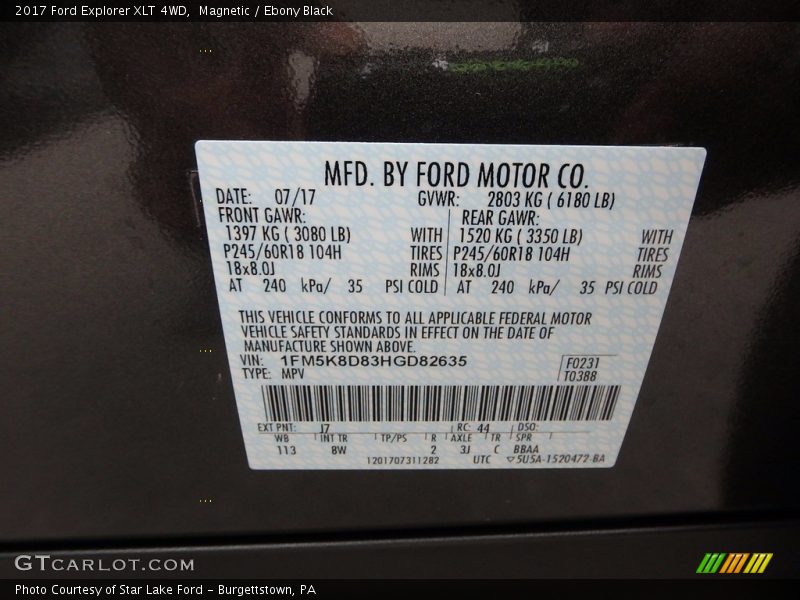 2017 Ford Explorer XLT 4WD, Magnetic / Ebony Black
MFD. BY FORD MOTOR CO.
DATE: 07/17 GVWR: 2803 KG ( 6180 LB)
FRONT GAWR: REAR GAWR:
1397 KG ( 3080 LB) WITH 1520 KG ( 3350 LB) WITH
P245/60R18 104H TIRES P245/60R18 104H TIRES
18x8.0J RIMS 18x8.0J RIMS
AT 240 kPa/ 35 PSI COLD AT 240 kPa/ 35 PSI COLD
THIS VEHICLE CONFORMS TO ALL APPLICABLE FEDERAL MOTOR
VEHICLE SAFETY STANDARDS IN EFFECT ON THE DATE OF
MANUFACTURE SHOWN ABOVE.
VIN: 1FM5K8D83HGD82635 F0231
TYPE: MPV T0388
EXT PNT: J7 RC: 44 DSO:
WB INT TR TP/PS R AXLE TR SPR
113 8W 2 3J C BBAA
1201707311282 UTC ▽5U5A-1520472-BA
GTCARLOT.COM
Photo Courtesy of Star Lake Ford - Burgettstown, PA